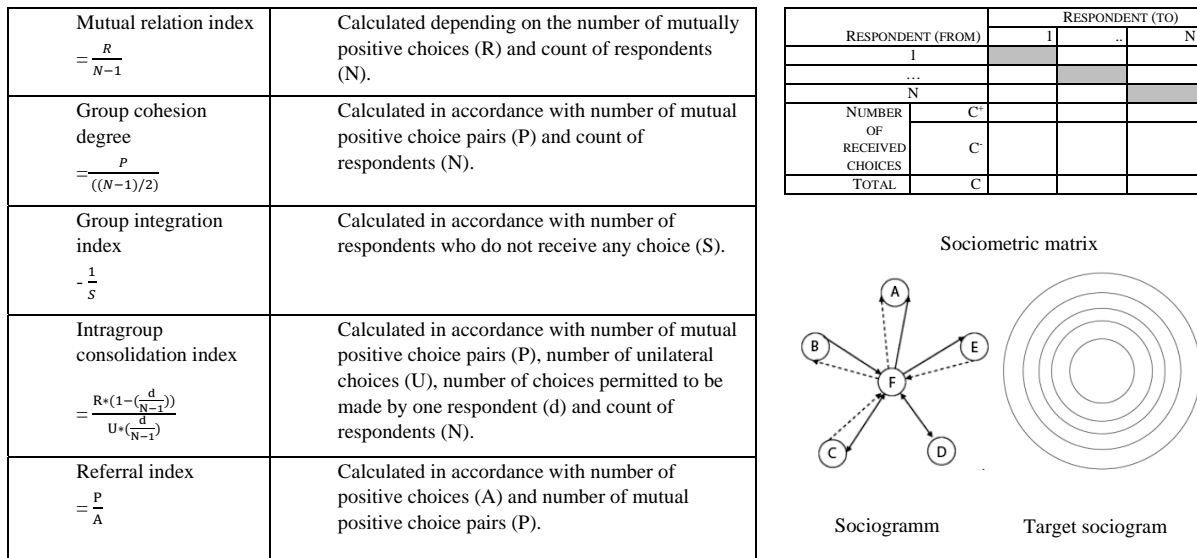 Mutual relation index
= R/(N−1)
Calculated depending on the number of mutually
positive choices (R) and count of respondents
(N).
Group cohesion
degree
= P/((N−1)/2)
Calculated in accordance with number of mutual
positive choice pairs (P) and count of
respondents (N).
Group integration
index
- 1/S
Calculated in accordance with number of
respondents who do not receive any choice (S).
Intragroup
consolidation index
= R*(1−(d/N−1))/U*(d/N−1)
Calculated in accordance with number of mutual
positive choice pairs (P), number of unilateral
choices (U), number of choices permitted to be
made by one respondent (d) and count of
respondents (N).
Referral index
= P/A
Calculated in accordance with number of
positive choices (A) and number of mutual
positive choice pairs (P).
RESPONDENT (TO)
RESPONDENT (FROM) 1 .. N
1
…
N
NUMBER OF RECEIVED CHOICES
C+
C-
TOTAL C
Sociometric matrix
A
B
E
F
C
D
Sociogramm
Target sociogram